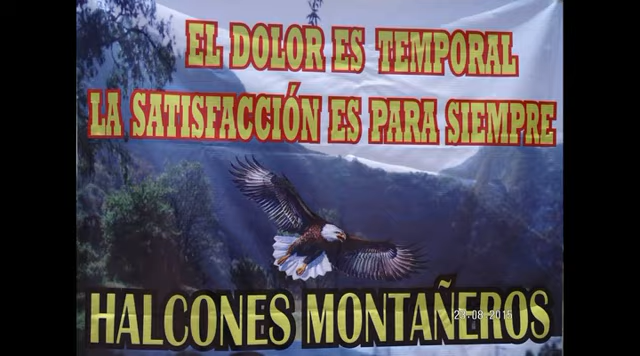 EL DOLOR ES TEMPORAL
LA SATISFACCIÓN ES PARA SIEMPRE
HALCONES MONTAÑEROS
23-08-2015